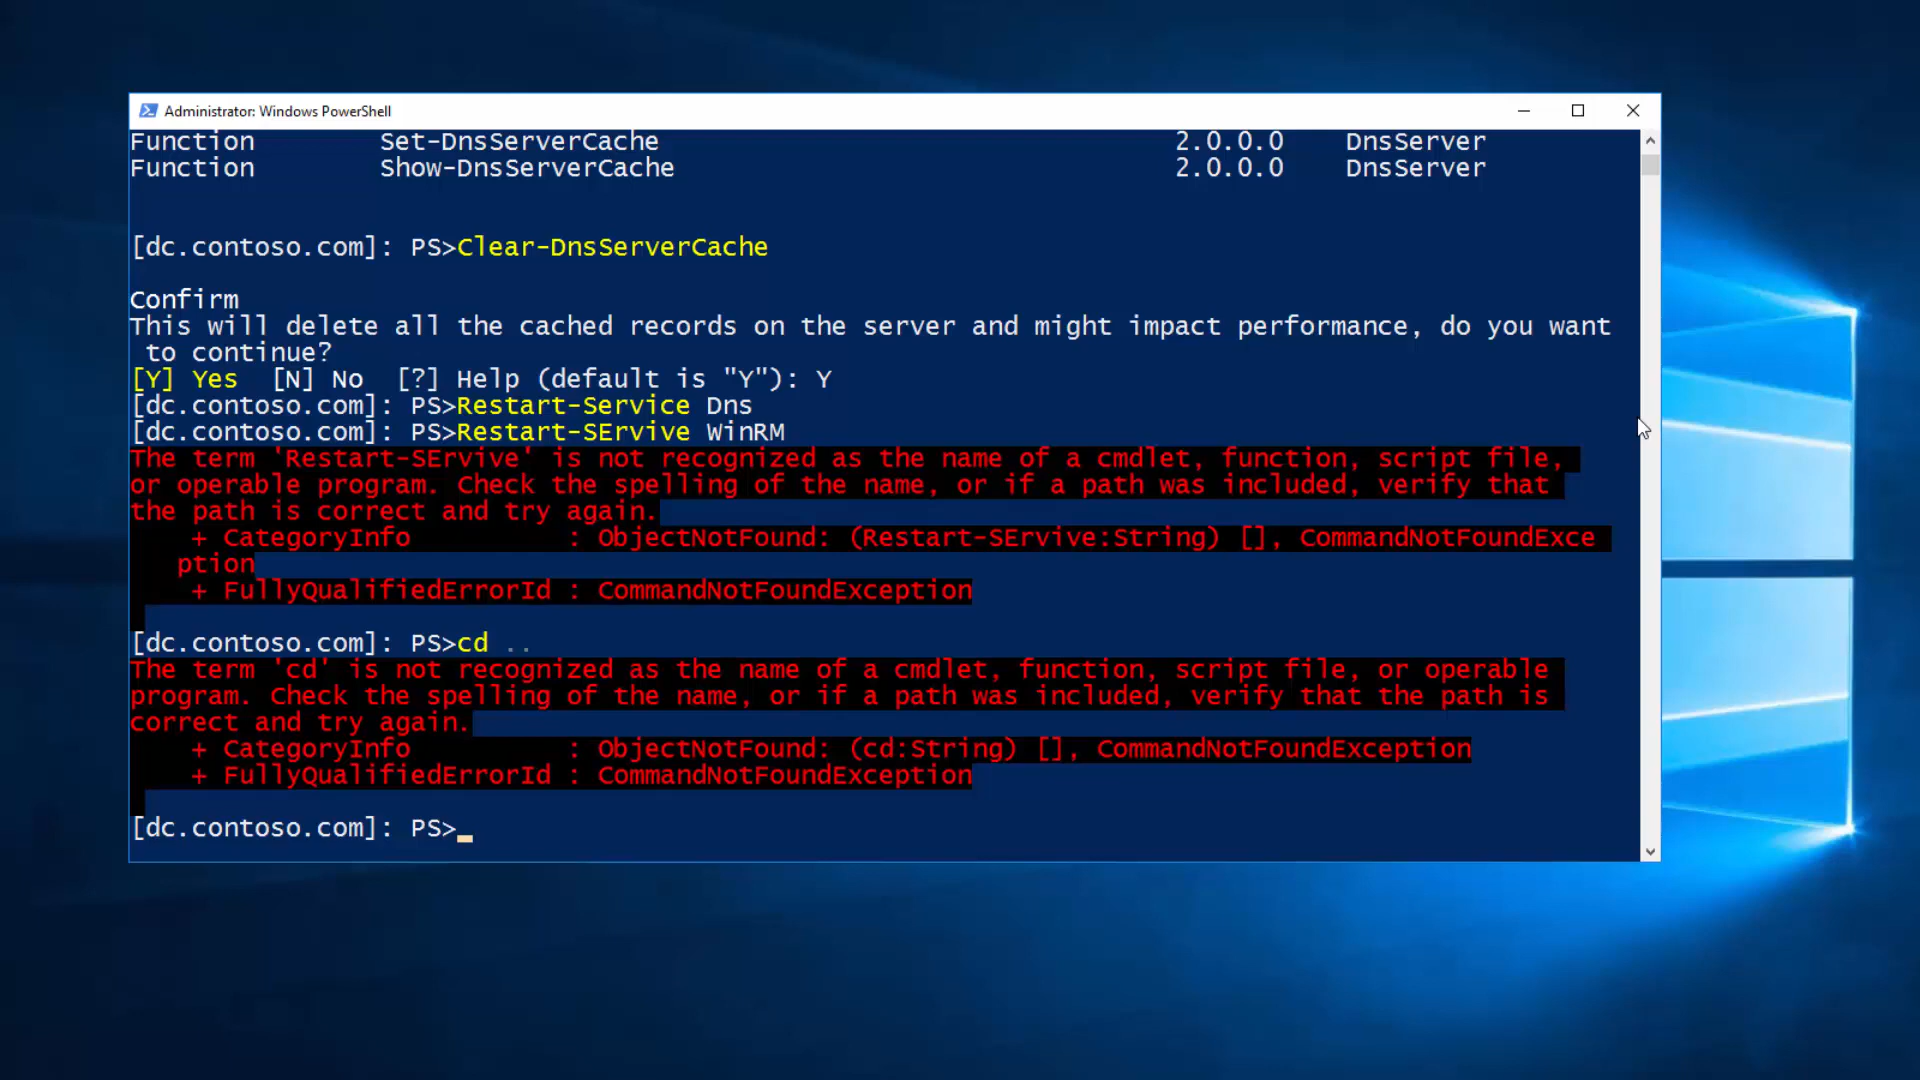 Administrator: Windows PowerShell
Function        Set-DnsServerCache                                 2.0.0.0    DnsServer
Function        Show-DnsServerCache                                2.0.0.0    DnsServer
[dc.contoso.com]: PS>Clear-DnsServerCache
Confirm
This will delete all the cached records on the server and might impact performance, do you want
 to continue?
[Y] Yes  [N] No  [?] Help (default is "Y"): Y
[dc.contoso.com]: PS>Restart-Service Dns
[dc.contoso.com]: PS>Restart-SErvive WinRM
The term 'Restart-SErvive' is not recognized as the name of a cmdlet, function, script file,
or operable program. Check the spelling of the name, or if a path was included, verify that
the path is correct and try again.
    + CategoryInfo          : ObjectNotFound: (Restart-SErvive:String) [], CommandNotFoundExce
   ption
    + FullyQualifiedErrorId : CommandNotFoundException
[dc.contoso.com]: PS>cd ..
The term 'cd' is not recognized as the name of a cmdlet, function, script file, or operable
program. Check the spelling of the name, or if a path was included, verify that the path is
correct and try again.
    + CategoryInfo          : ObjectNotFound: (cd:String) [], CommandNotFoundException
    + FullyQualifiedErrorId : CommandNotFoundException
[dc.contoso.com]: PS>_